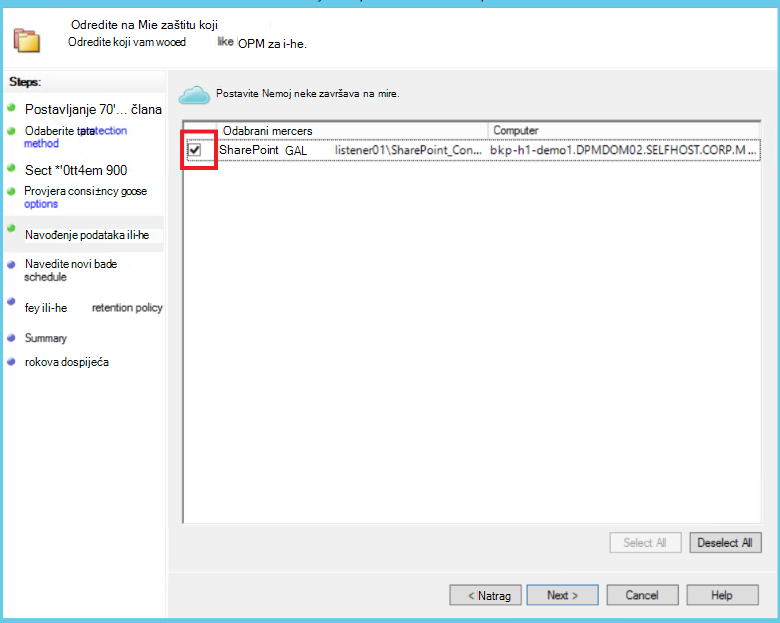 Odredite na Mie zaštitu koji
Odredite koji vam wooed like OPM za i-he.
Steps:
Postavljanje 70'... člana
Odaberite tata protection
method
Sect *'0tt4em 900
Provjera consi±ncy goose
options
Navođenje podataka ili-he
Navedite novi bade
schedule
fey ili-he retention policy
Summary
rokova dospijeća
Postavite Nemoj neke završava na mire.
Odabrani mercers Computer
SharePoint GAL listener01\SharePoint_Con... bkp-h1-demo1.DPMDOM02.SELFHOST.CORP.M ...
Select All Deselect All
< Natrag Next > Cancel Help